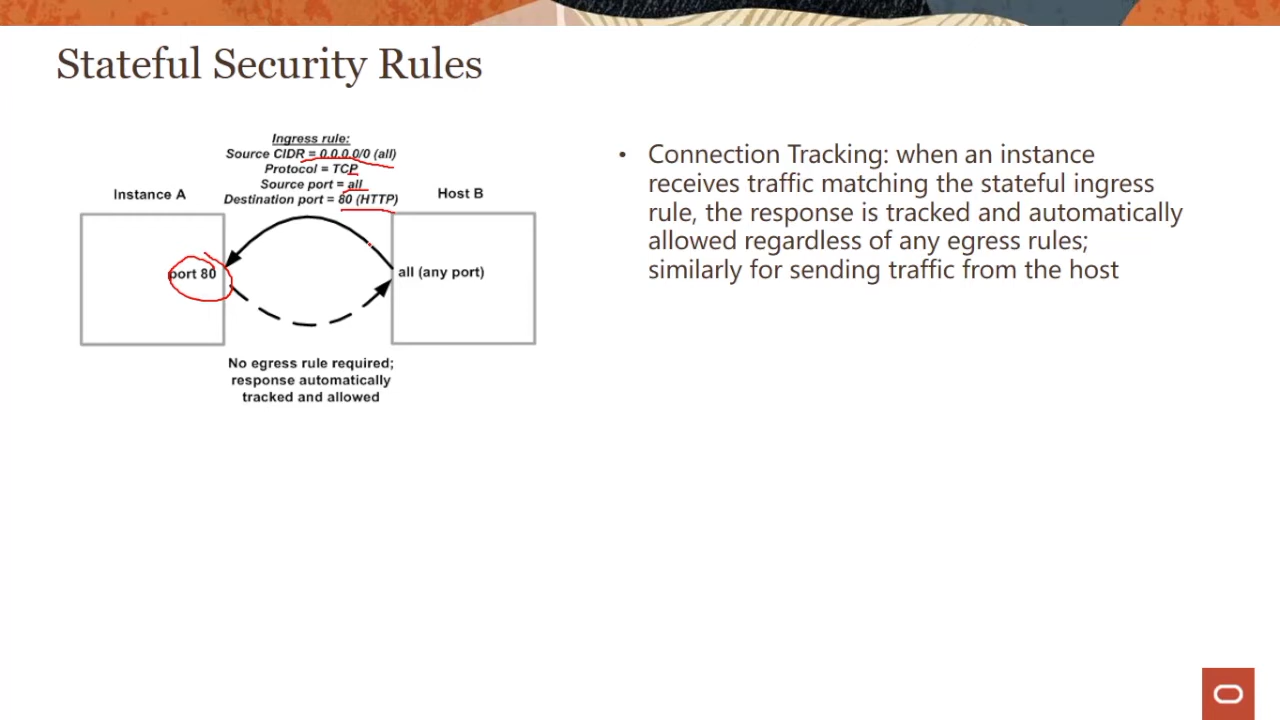 Stateful Security Rules
Ingress rule:
Source CIDR = 0.0.0.0/0 (all)
Protocol = TCP
Source port = all
Destination port = 80 (HTTP)
Instance A
Host B
port 80
all (any port)
No egress rule required;
response automatically
tracked and allowed
• Connection Tracking: when an instance
receives traffic matching the stateful ingress
rule, the response is tracked and automatically
allowed regardless of any egress rules;
similarly for sending traffic from the host